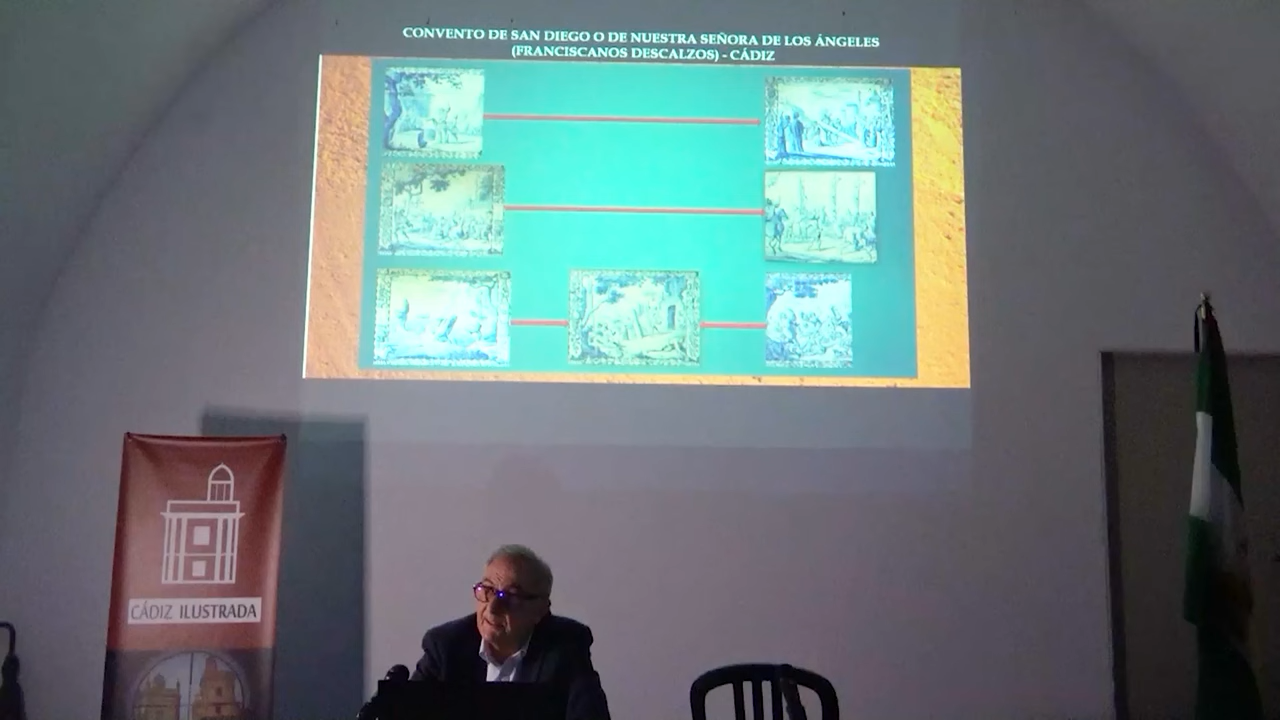 CONVENTO DE SAN DIEGO O DE NUESTRA SEÑORA DE LOS ÁNGELES
(FRANCISCANOS DESCALZOS) - CÁDIZ
CÁDIZ ILUSTRADA